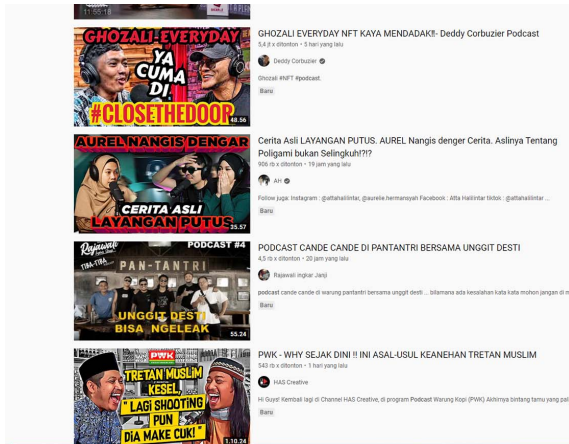 11:55:18
GHOZALI EVERYDAY
YA
CUMA
DI
#CLOSETHEDOOR
48.56
GHOZALI EVERYDAY NFT KAYA MENDADAK‼- Deddy Corbuzier Podcast
5,4 jt x ditonton • 5 hari yang lalu
Deddy Corbuzier
Ghozali #NFT #podcast.
Baru
AUREL NANGIS DENGAR
CERITA ASLI
LAYANGAN PUTUS
35.57
Cerita Asli LAYANGAN PUTUS. AUREL Nangis denger Cerita. Aslinya Tentang
Poligami bukan Selingkuh!?!?
906 rb x ditonton • 19 jam yang lalu
AH
Follow juga: Instagram : @attahalilintar, @aurelie.hermansyah Facebook : Atta Halilintar tiktok : @attahalilintar ...
Baru
Rajawali
PODCAST #4
TIBA-TIBA
PAN-TANTRI
UNGGIT DESTI
BISA NGELEAK
55.24
PODCAST CANDE CANDE DI PANTANTRI BERSAMA UNGGIT DESTI
4,5 rb x ditonton • 20 jam yang lalu
Rajawali Ingkar Janji
podcast cande cande di warung pantantri bersama unggit desti ... bilamana ada kesalahan kata kata mohon jangan di m
Baru
PWK
TRETAN MUSLIM
KESEL,
"LAGI SHOOTING
PUN
DIA MAKE CUK!"
1.10.24
PWK - WHY SEJAK DINI !! INI ASAL-USUL KEANEHAN TRETAN MUSLIM
543 rb x ditonton • 1 hari yang lalu
HAS Creative
Hi Guys! Kembali lagi di Channel HAS Creative, di program Podcast Warung Kopi (PWK) Akhirnya bintang tamu yang pal
Baru